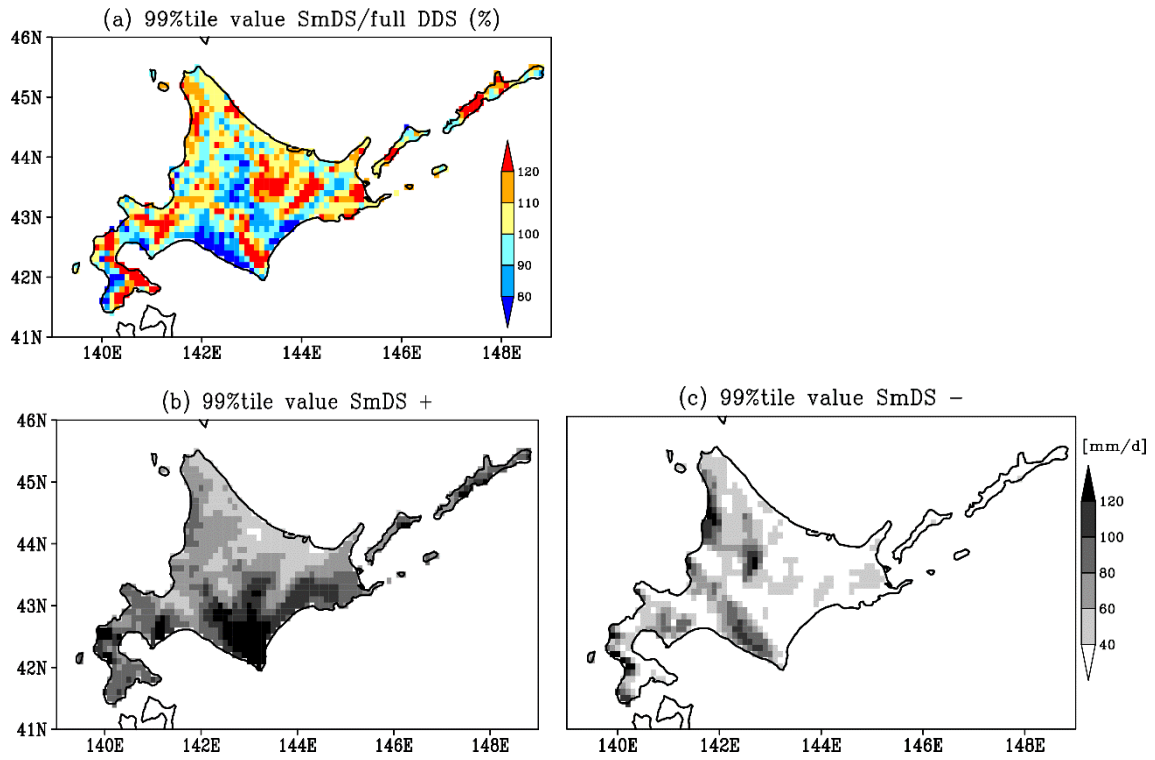 (a) 99%tile value SmDS/full DDS (%)
46N
45N
44N
43N
42N
41N
140E 142E 144E 146E 148E
120
110
100
90
80
(b) 99%tile value SmDS +
46N
45N
44N
43N
42N
41N
140E 142E 144E 146E 148E
(c) 99%tile value SmDS −
140E 142E 144E 146E 148E
[mm/d]
120
100
80
60
40